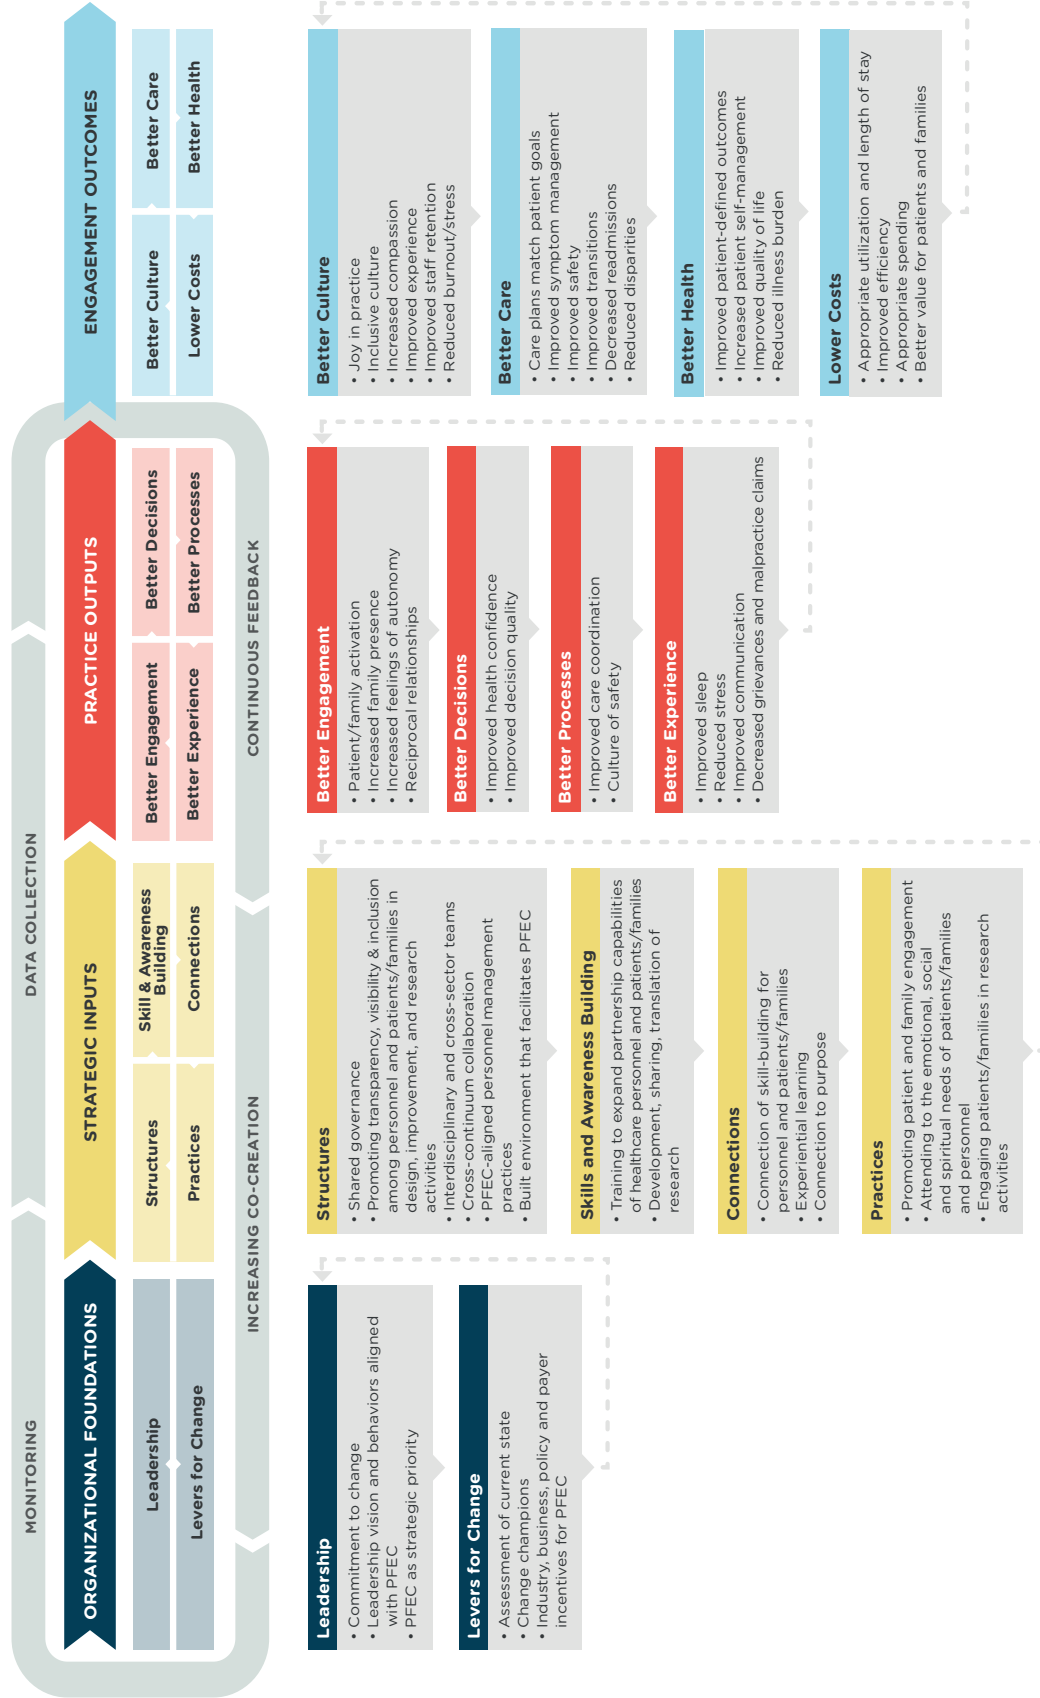 MONITORING
DATA COLLECTION
ORGANIZATIONAL FOUNDATIONS
STRATEGIC INPUTS
PRACTICE OUTPUTS
ENGAGEMENT OUTCOMES
Leadership
Levers for Change
Structures
Skill & Awareness
Building
Practices
Connections
Better Engagement
Better Decisions
Better Experience
Better Processes
Better Culture
Better Care
Lower Costs
Better Health
INCREASING CO-CREATION
CONTINUOUS FEEDBACK
Leadership
• Commitment to change
• Leadership vision and behaviors aligned
with PFEC
• PFEC as strategic priority
Levers for Change
• Assessment of current state
• Change champions
• Industry, business, policy and payer
incentives for PFEC
Structures
• Shared governance
• Promoting transparency, visibility & inclusion
among personnel and patients/families in
design, improvement, and research
activities
• Interdisciplinary and cross-sector teams
• Cross-continuum collaboration
• PFEC-aligned personnel management
practices
• Built environment that facilitates PFEC
Skills and Awareness Building
• Training to expand partnership capabilities
of healthcare personnel and patients/families
• Development, sharing, translation of
research
Connections
• Connection of skill-building for
personnel and patients/families
• Experiential learning
• Connection to purpose
Practices
• Promoting patient and family engagement
• Attending to the emotional, social
and spiritual needs of patients/families
and personnel
• Engaging patients/families in research
activities
Better Engagement
• Patient/family activation
• Increased family presence
• Increased feelings of autonomy
• Reciprocal relationships
Better Decisions
• Improved health confidence
• Improved decision quality
Better Processes
• Improved care coordination
• Culture of safety
Better Experience
• Improved sleep
• Reduced stress
• Improved communication
• Decreased grievances and malpractice claims
Better Culture
• Joy in practice
• Inclusive culture
• Increased compassion
• Improved experience
• Improved staff retention
• Reduced burnout/stress
Better Care
• Care plans match patient goals
• Improved symptom management
• Improved safety
• Improved transitions
• Decreased readmissions
• Reduced disparities
Better Health
• Improved patient-defined outcomes
• Increased patient self-management
• Improved quality of life
• Reduced illness burden
Lower Costs
• Appropriate utilization and length of stay
• Improved efficiency
• Appropriate spending
• Better value for patients and families